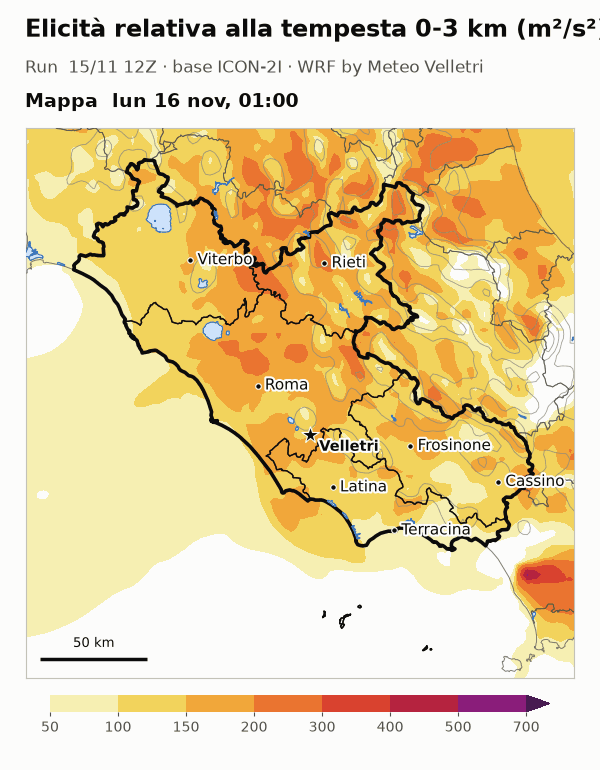 Elicità relativa alla tempesta 0-3 km (m²/s²)
Run 15/11 12Z · base ICON-2I · WRF by Meteo Velletri
Mappa lun 16 nov, 01:00
Viterbo
Rieti
Roma
Velletri
Frosinone
Latina
Cassino
Terracina
50 km
50 100 150 200 300 400 500 700